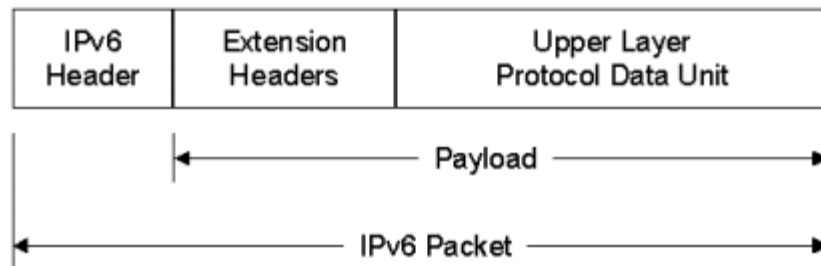 IPv6 Header
Extension Headers
Upper Layer Protocol Data Unit
Payload
IPv6 Packet